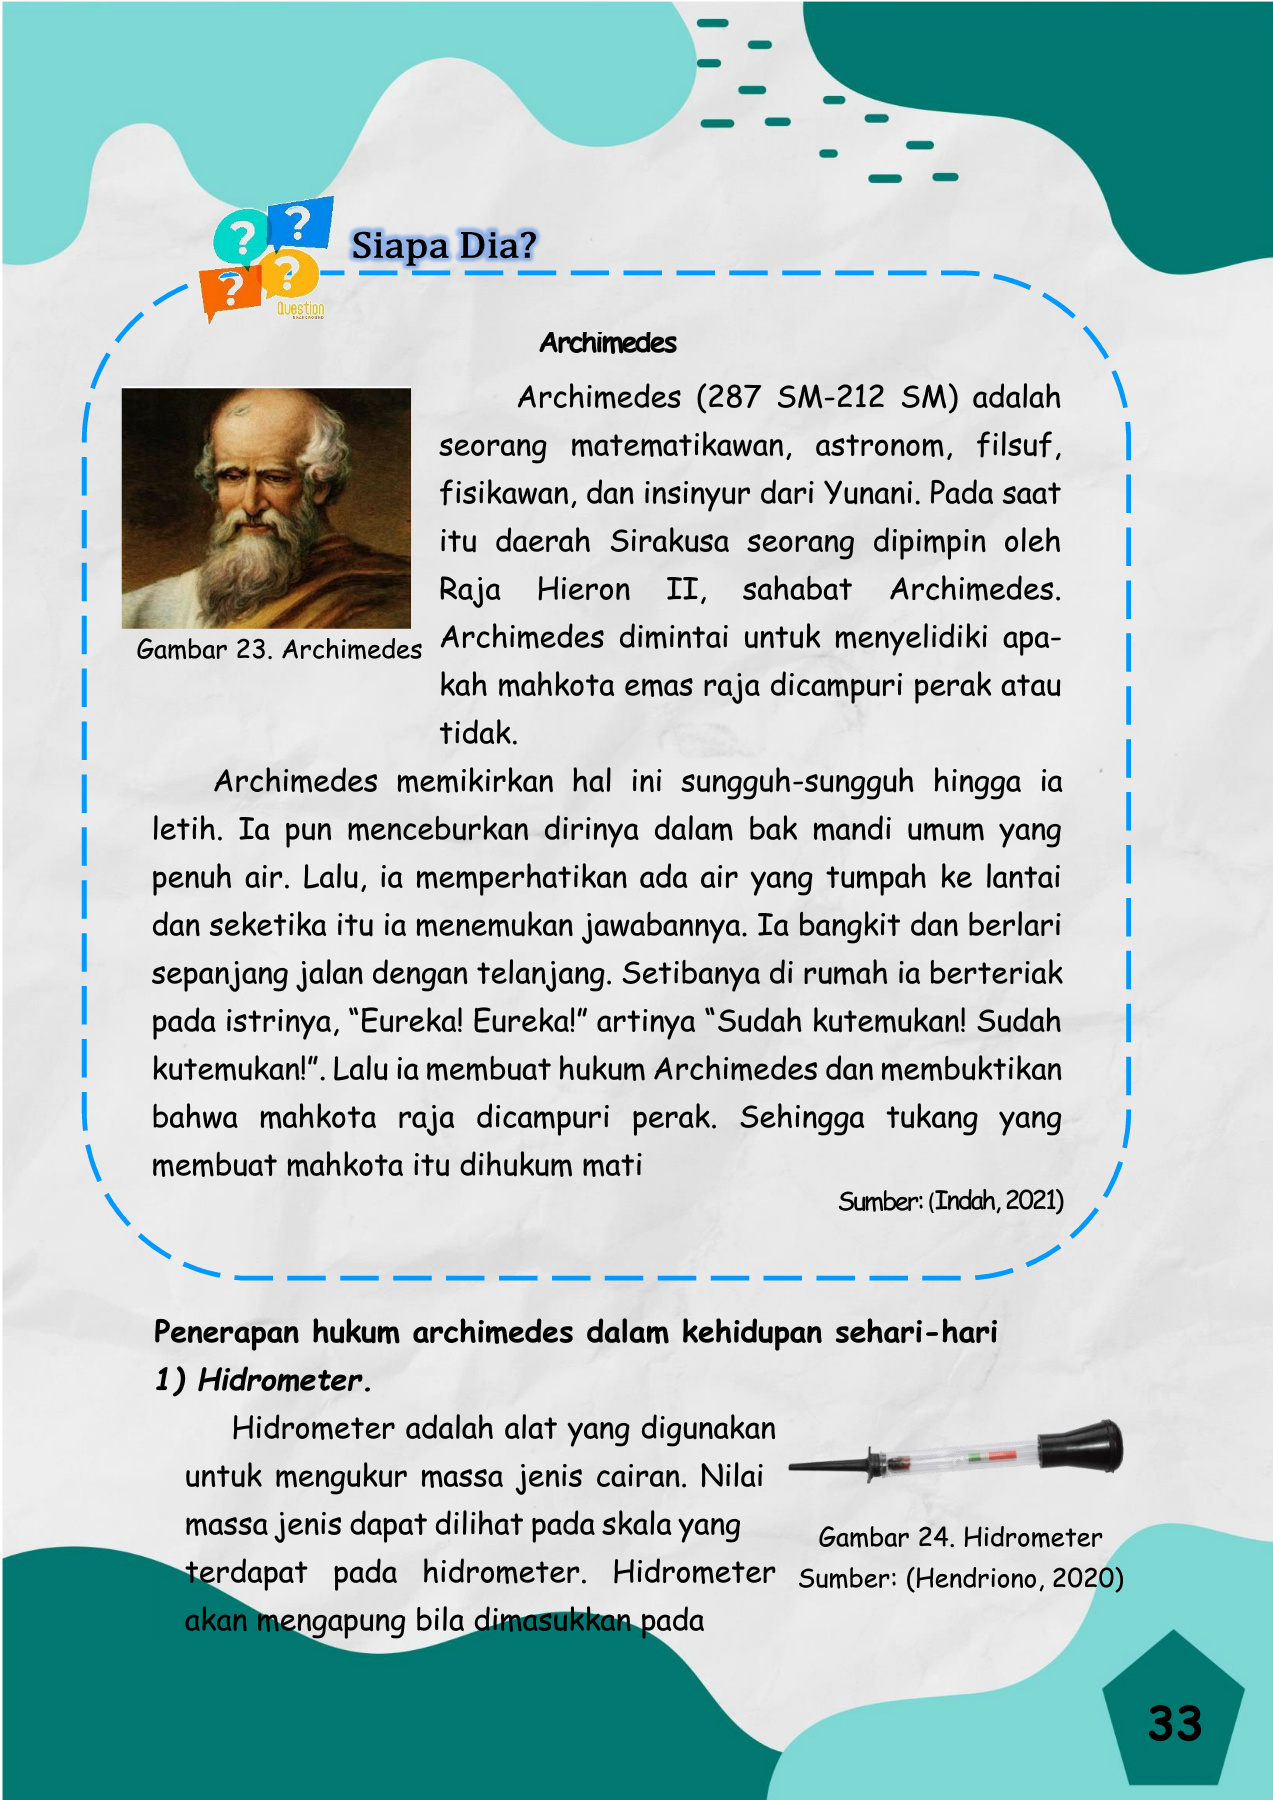 Siapa Dia?
Question
Archimedes
Archimedes (287 SM-212 SM) adalah
seorang matematikawan, astronom, filsuf,
fisikawan, dan insinyur dari Yunani. Pada saat
itu daerah Sirakusa seorang dipimpin oleh
Raja Hieron II, sahabat Archimedes.
Archimedes dimintai untuk menyelidiki apa-
kah mahkota emas raja dicampuri perak atau
tidak.
Gambar 23. Archimedes
Archimedes memikirkan hal ini sungguh-sungguh hingga ia
letih. Ia pun menceburkan dirinya dalam bak mandi umum yang
penuh air. Lalu, ia memperhatikan ada air yang tumpah ke lantai
dan seketika itu ia menemukan jawabannya. Ia bangkit dan berlari
sepanjang jalan dengan telanjang. Setibanya di rumah ia berteriak
pada istrinya, “Eureka! Eureka!” artinya “Sudah kutemukan! Sudah
kutemukan!”. Lalu ia membuat hukum Archimedes dan membuktikan
bahwa mahkota raja dicampuri perak. Sehingga tukang yang
membuat mahkota itu dihukum mati
Sumber: (Indah, 2021)
Penerapan hukum archimedes dalam kehidupan sehari-hari
1) Hidrometer.
Hidrometer adalah alat yang digunakan
untuk mengukur massa jenis cairan. Nilai
massa jenis dapat dilihat pada skala yang
terdapat pada hidrometer. Hidrometer
akan mengapung bila dimasukkan pada
Gambar 24. Hidrometer
Sumber: (Hendriono, 2020)
33